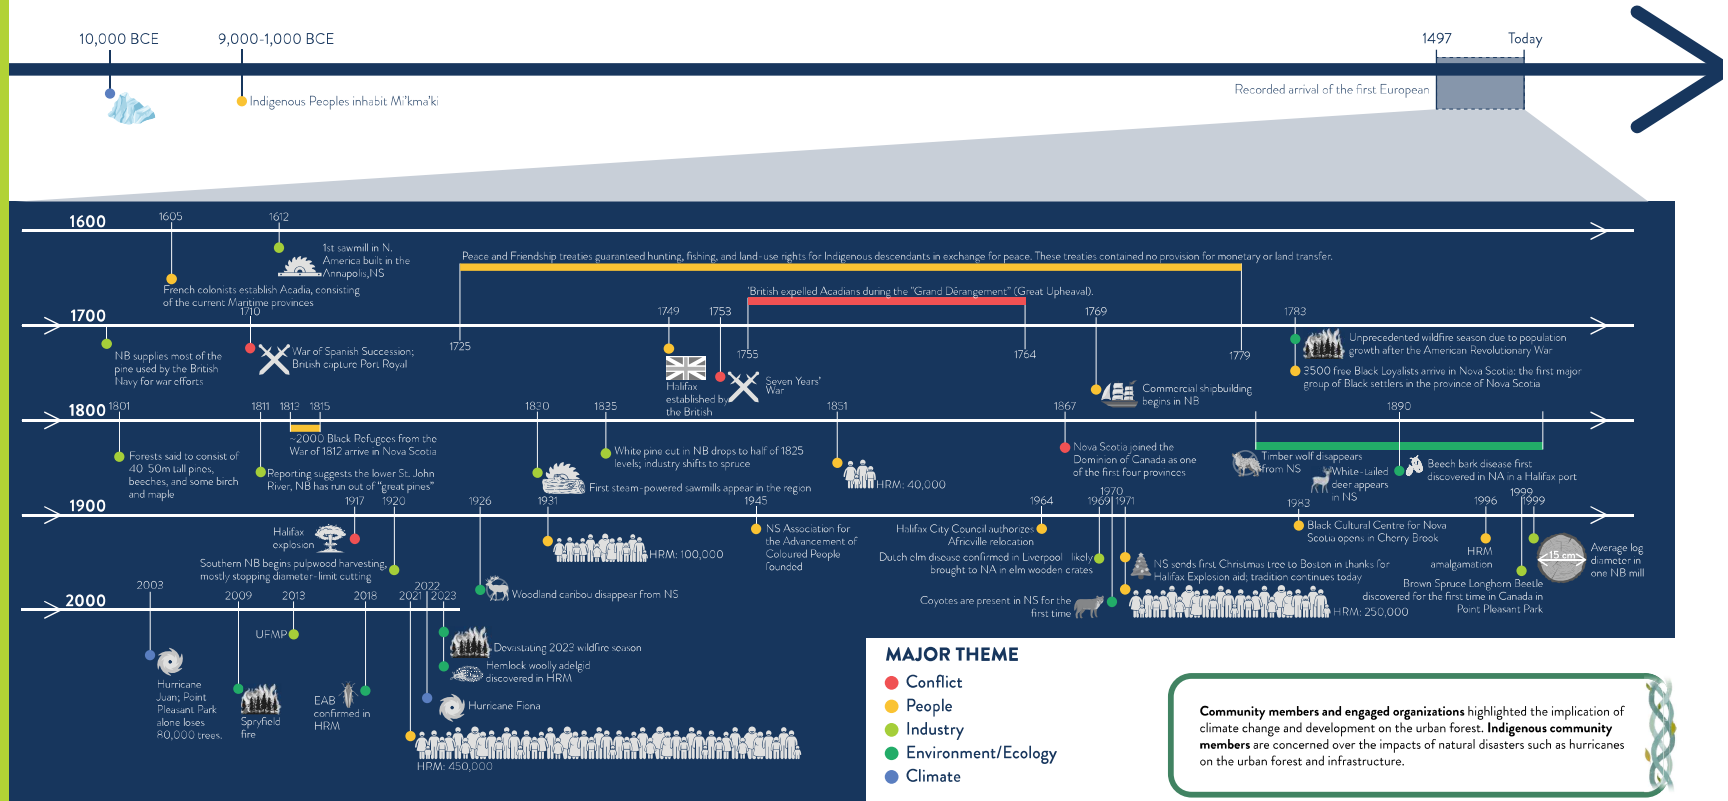 10,000 BCE
9,000-1,000 BCE
1497
Today
Indigenous Peoples inhabit Mi'kma'ki
Recorded arrival of the first European
1600
1605
1612
1st sawmill in N.
America built in the
Annapolis,NS
French colonists establish Acadia, consisting
of the current Maritime provinces
Peace and Friendship treaties guaranteed hunting, fishing, and land-use rights for Indigenous descendants in exchange for peace. These treaties contained no provision for monetary or land transfer.
'British expelled Acadians during the "Grand Dérangement" (Great Upheaval).
1700
1710
1725
1749
1753
1755
1764
1769
1779
1783
NB supplies most of the
pine used by the British
Navy for war efforts
War of Spanish Succession;
British capture Port Royal
Halifax
established by
the British
Seven Years'
War
Commercial shipbuilding
begins in NB
Unprecedented wildfire season due to population
growth after the American Revolutionary War
3500 free Black Loyalists arrive in Nova Scotia: the first major
group of Black settlers in the province of Nova Scotia
1800
1801
1811
1813
1815
1830
1835
1851
1867
1890
Forests said to consist of
40-50m tall pines,
beeches, and some birch
and maple
~2000 Black Refugees from the
War of 1812 arrive in Nova Scotia
Reporting suggests the lower St. John
River, NB has run out of "great pines"
White pine cut in NB drops to half of 1825
levels; industry shifts to spruce
First steam-powered sawmills appear in the region
HRM: 40,000
Nova Scotia joined the
Dominion of Canada as one
of the first four provinces
Timber wolf disappears
from NS
White-tailed
deer appears
in NS
Beech bark disease first
discovered in NA in a Halifax port
1900
1917
1920
1926
1931
1945
1964
1969
1970
1971
1983
1996
1999
1999
Halifax
explosion
Southern NB begins pulpwood harvesting,
mostly stopping diameter-limit cutting
Woodland caribou disappear from NS
HRM: 100,000
NS Association for
the Advancement of
Coloured People
founded
Halifax City Council authorizes
Africville relocation
Dutch elm disease confirmed in Liverpool likely
brought to NA in elm wooden crates
Coyotes are present in NS for the
first time
NS sends first Christmas tree to Boston in thanks for
Halifax Explosion aid; tradition continues today
HRM: 250,000
Black Cultural Centre for Nova
Scotia opens in Cherry Brook
HRM
amalgamation
Brown Spruce Longhorn Beetle
discovered for the first time in Canada in
Point Pleasant Park
15 cm
Average log
diameter in
one NB mill
2000
2003
2009
2013
2018
2021
2022
2023
Hurricane
Juan; Point
Pleasant Park
alone loses
80,000 trees.
Spryfield
fire
UFMP
EAB
confirmed in
HRM
Devastating 2023 wildfire season
Hemlock woolly adelgid
discovered in HRM
Hurricane Fiona
HRM: 450,000
MAJOR THEME
Conflict
People
Industry
Environment/Ecology
Climate
Community members and engaged organizations highlighted the implication of
climate change and development on the urban forest. Indigenous community
members are concerned over the impacts of natural disasters such as hurricanes
on the urban forest and infrastructure.